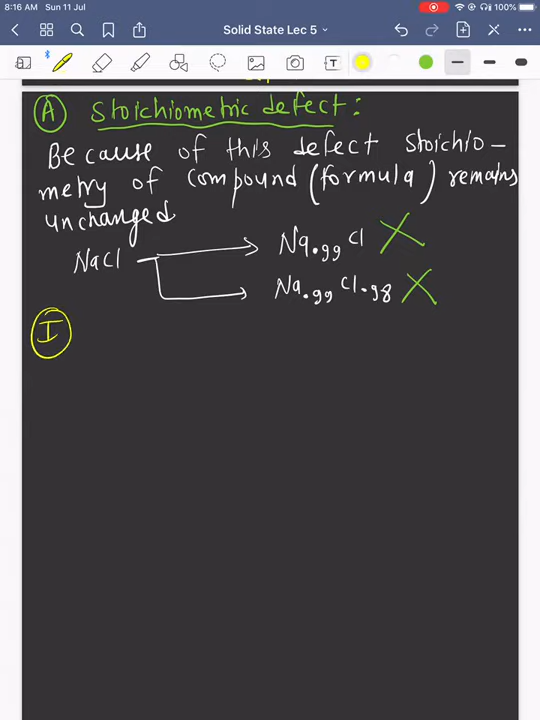 8:16 AM Sun 11 Jul
100%
Solid State Lec 5
T
A Stoichiometric defect:
Because of this defect Stoichio-
metry of compound (formula) remains
unchanged
NaCl Na.99 Cl X
Na.99 Cl.98 X
I